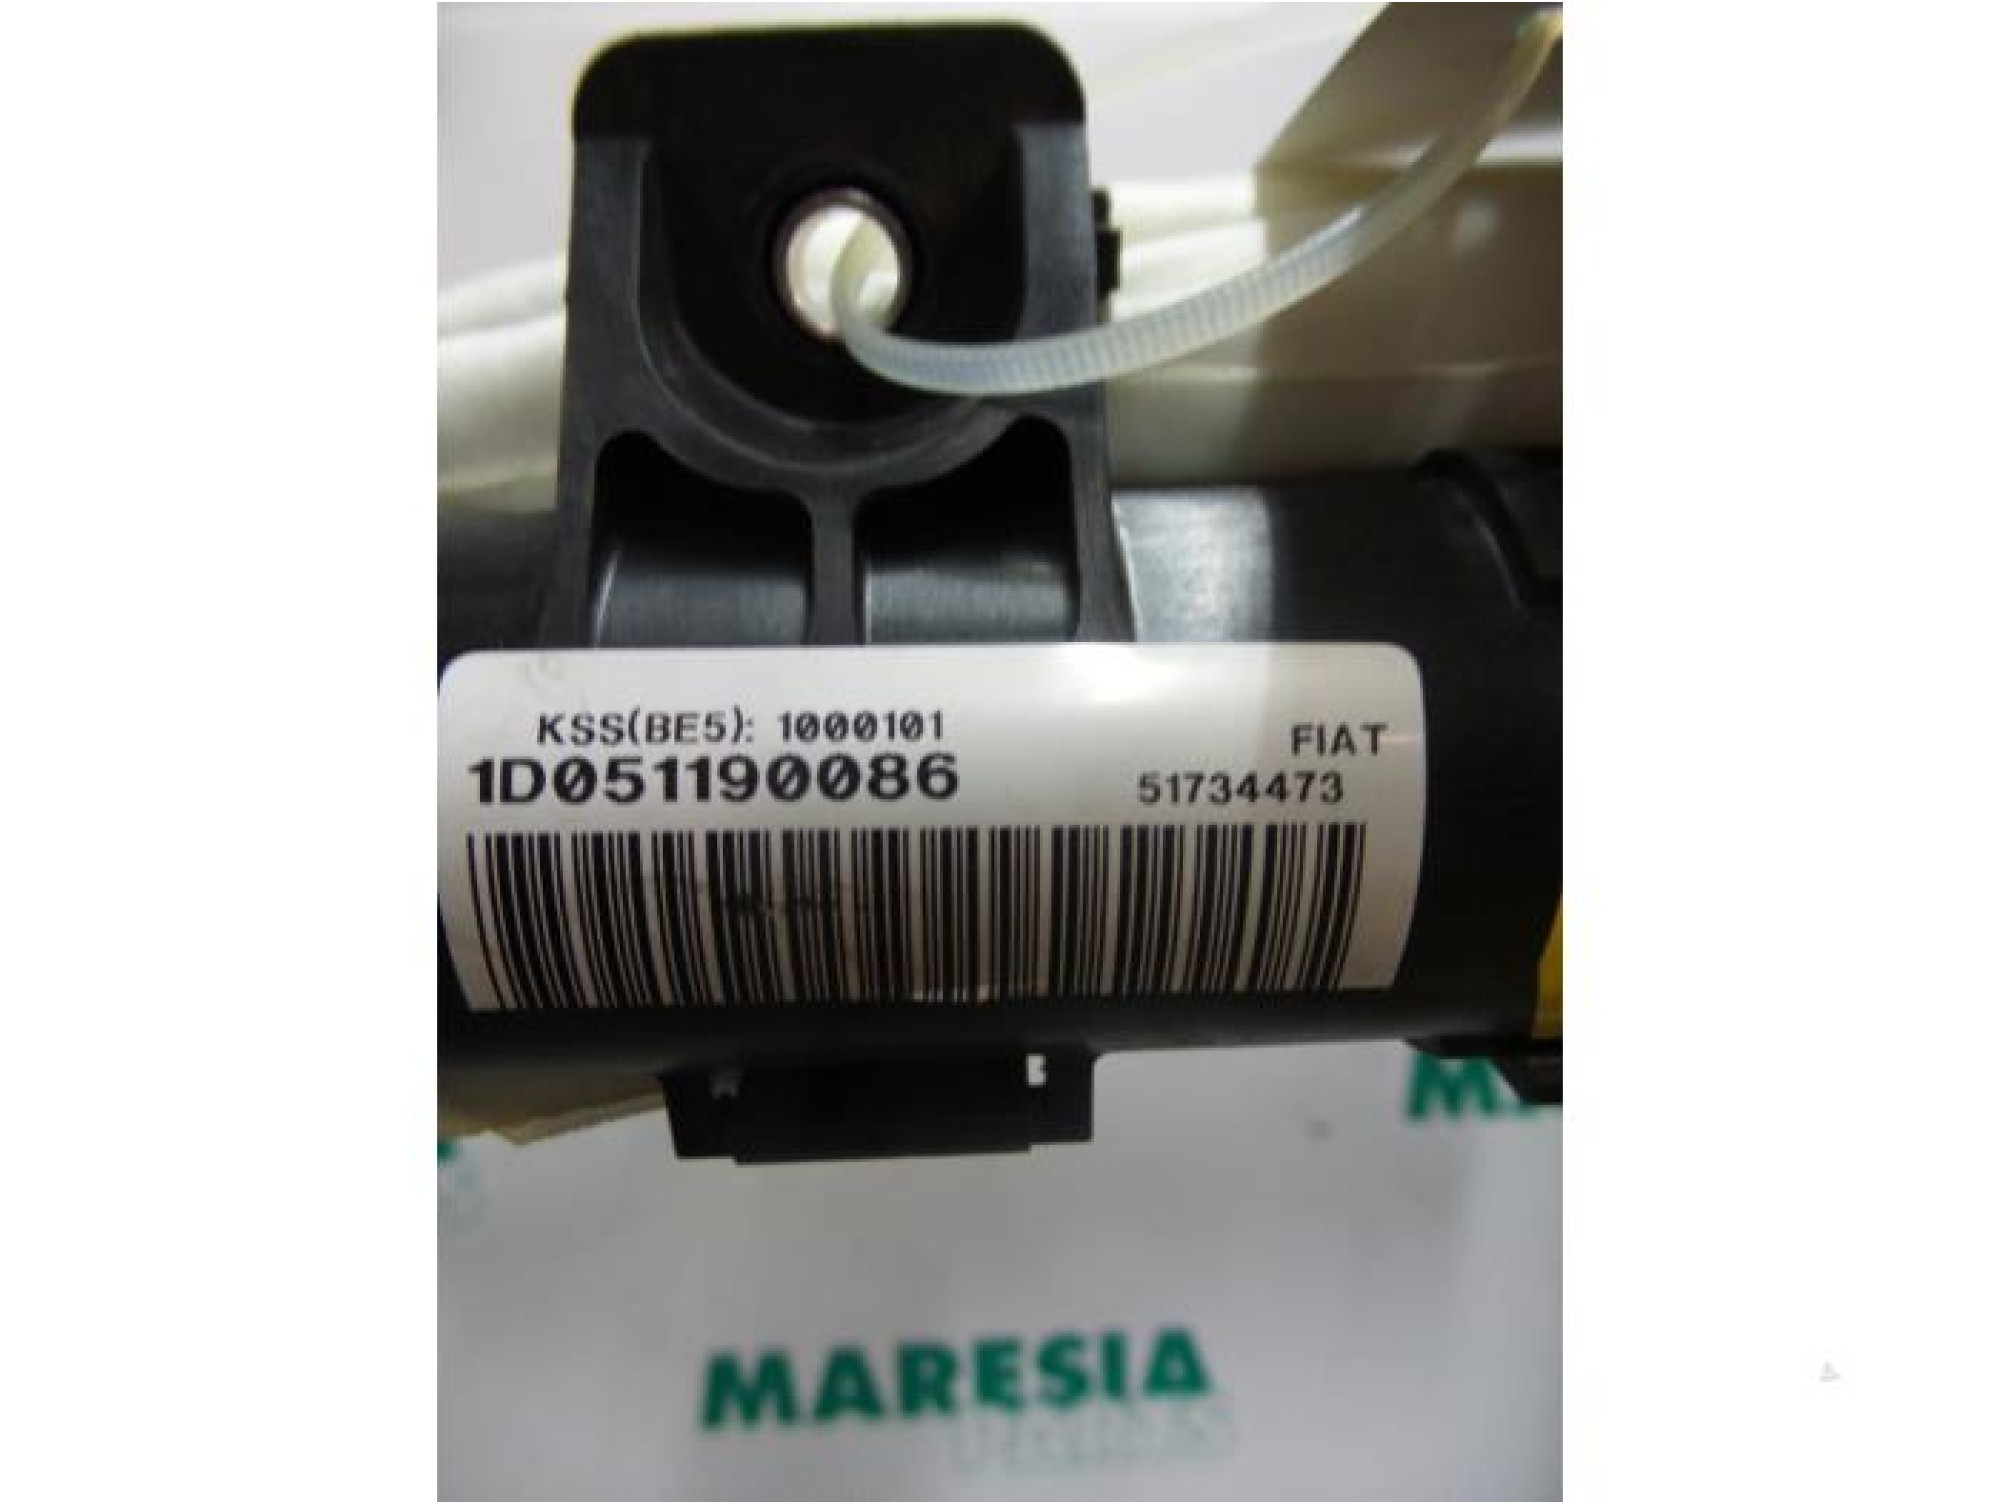 KSS(BE5): 1000101
FIAT
1D051190086
51734473
MARESIA